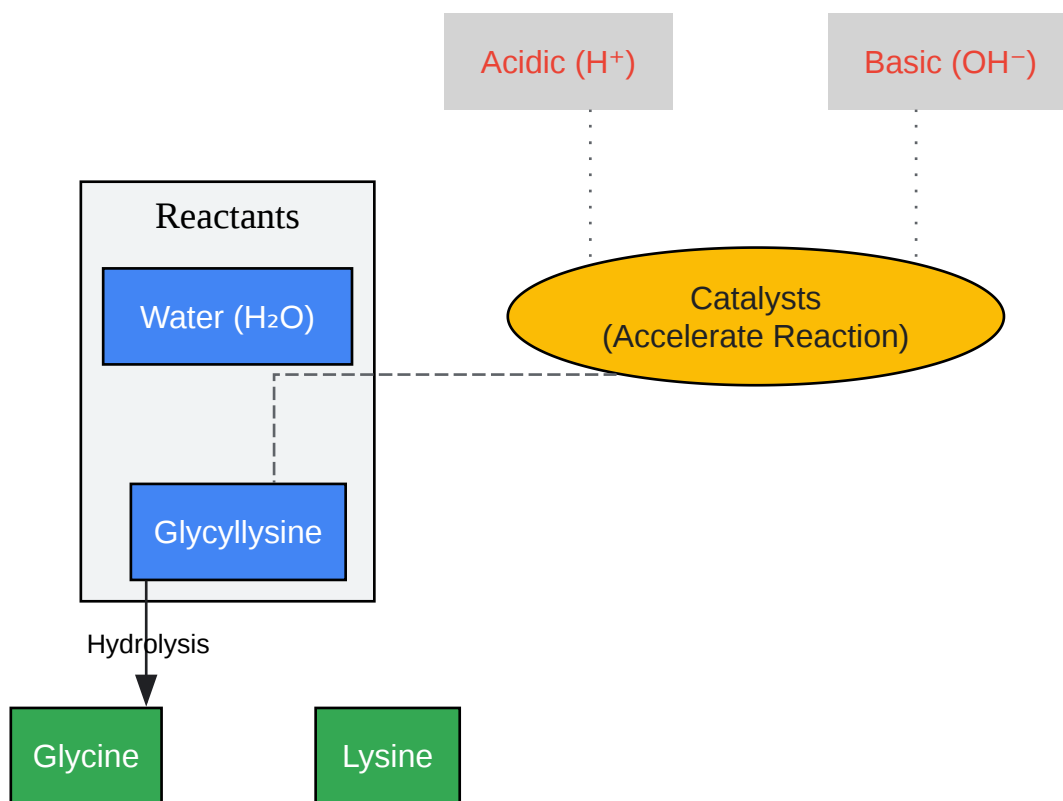 Acidic (H⁺)
Basic (OH⁻)
Reactants
Water (H₂O)
Catalysts
(Accelerate Reaction)
Glycyllysine
Hydrolysis
Glycine
Lysine